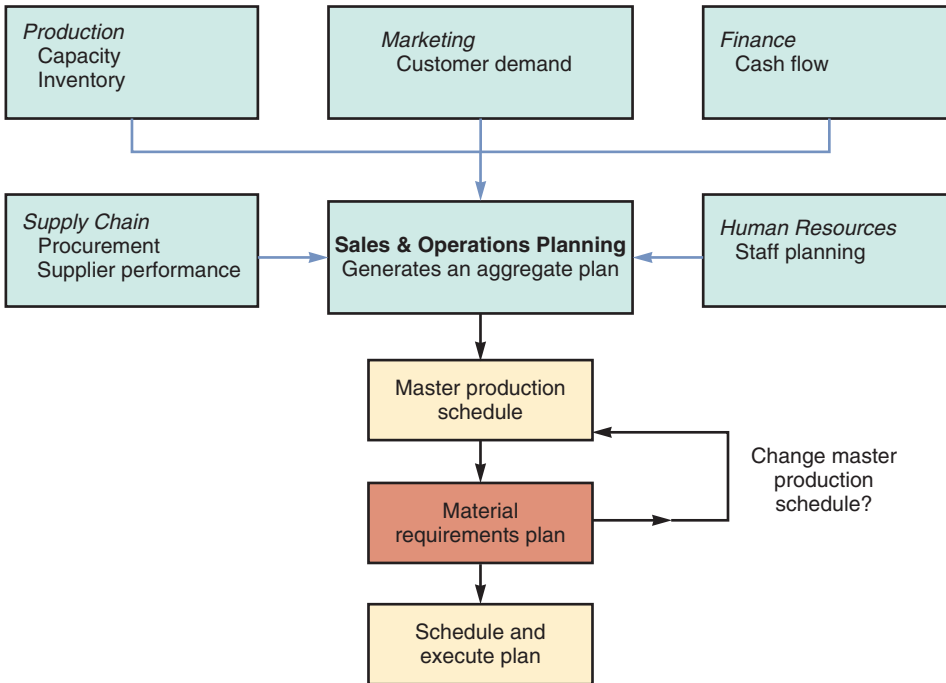 Production
Capacity
Inventory
Marketing
Customer demand
Finance
Cash flow
Supply Chain
Procurement
Supplier performance
Sales & Operations Planning
Generates an aggregate plan
Human Resources
Staff planning
Master production
schedule
Change master
production
schedule?
Material
requirements plan
Schedule and
execute plan